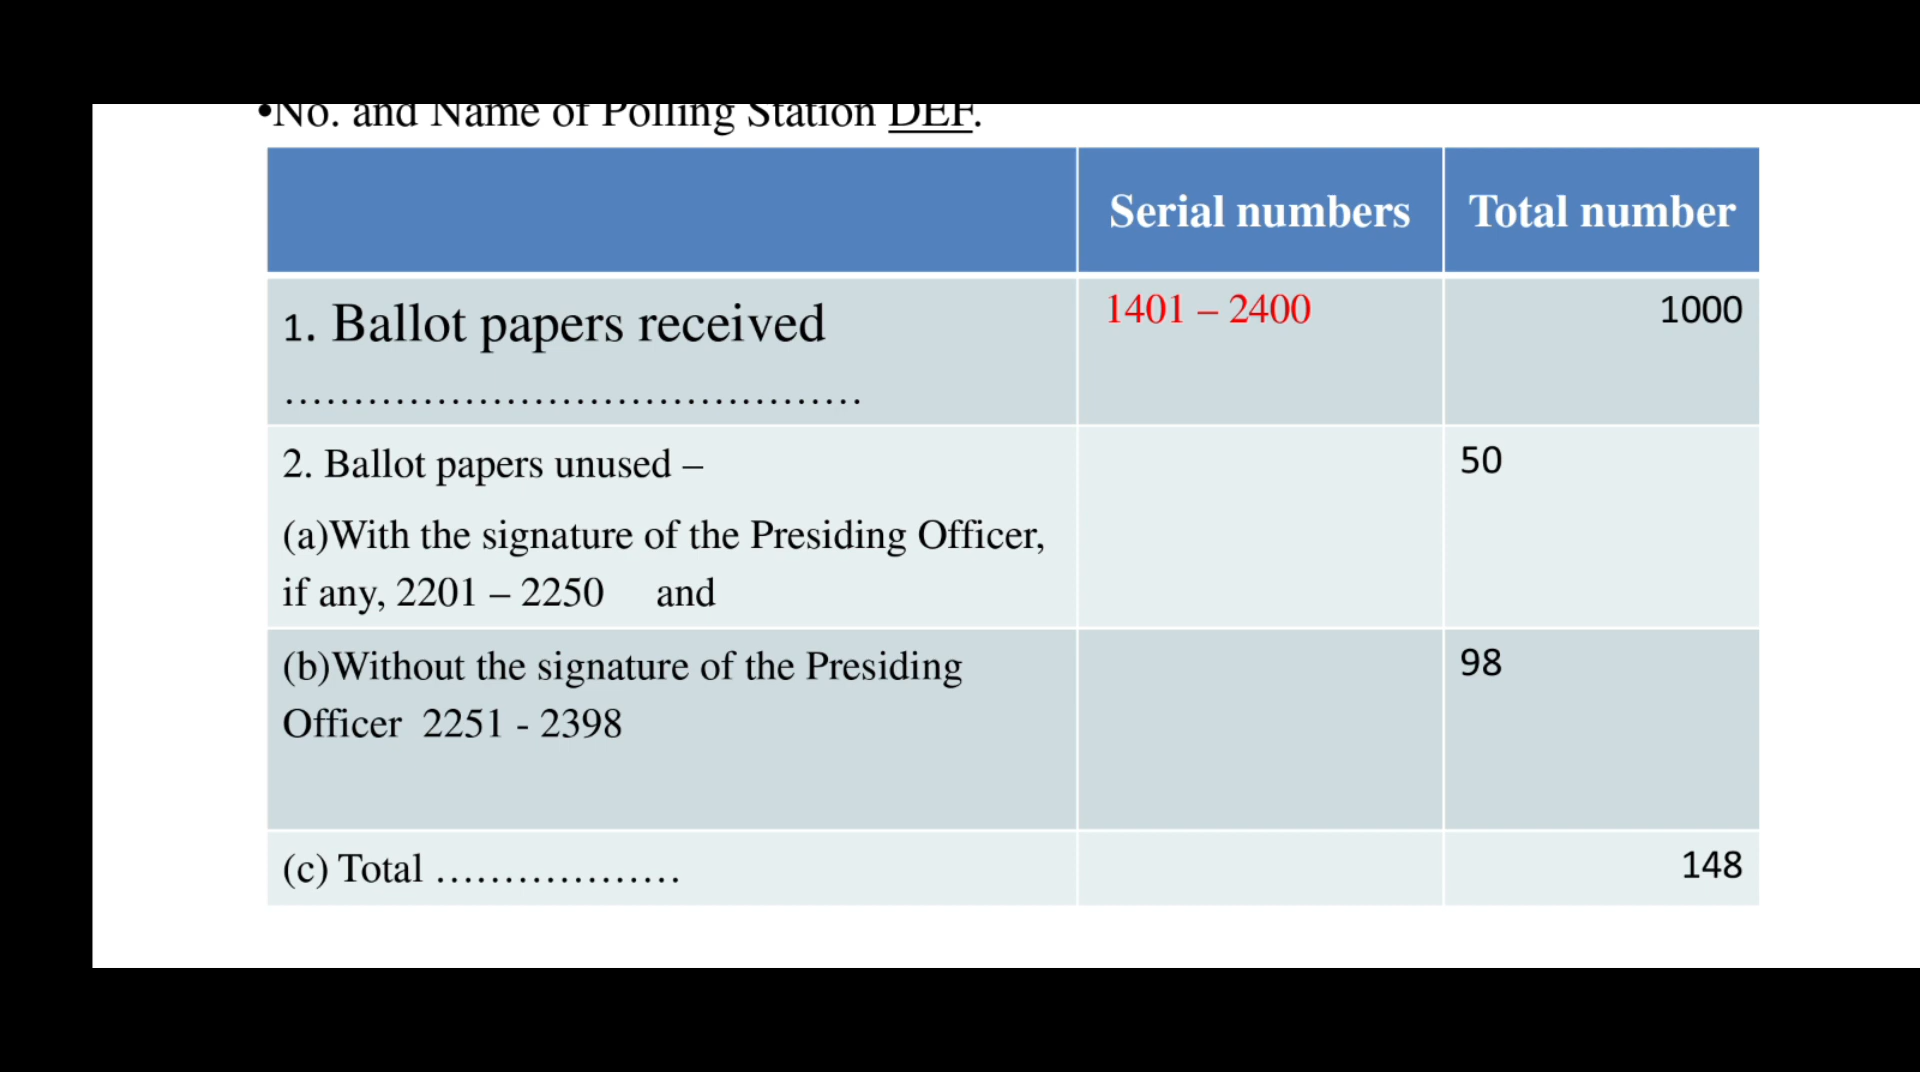 •No. and Name of Polling Station DEF.
Serial numbers Total number
1. Ballot papers received 1401 – 2400 1000
……………………………………
2. Ballot papers unused – 50
(a)With the signature of the Presiding Officer,
if any, 2201 – 2250 and
(b)Without the signature of the Presiding 98
Officer 2251 - 2398
(c) Total ……………… 148